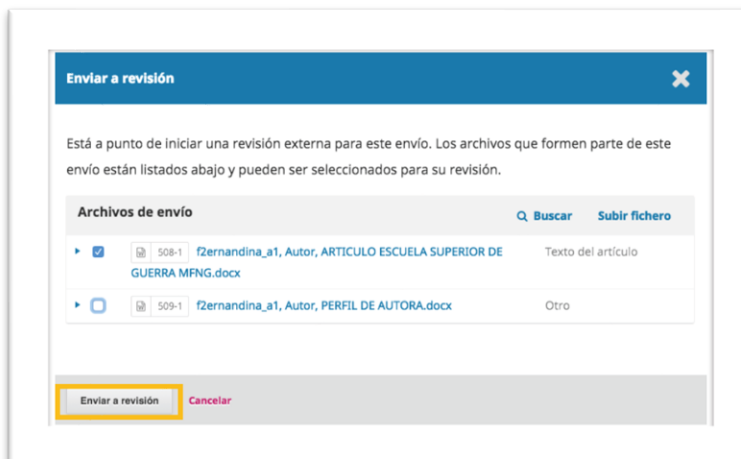 Enviar a revisión
Está a punto de iniciar una revisión externa para este envío. Los archivos que formen parte de este
envío están listados abajo y pueden ser seleccionados para su revisión.
Archivos de envío
Buscar
Subir fichero
508-1 f2ernandina_a1, Autor, ARTICULO ESCUELA SUPERIOR DE Texto del artículo
GUERRA MFNG.docx
509-1 f2ernandina_a1, Autor, PERFIL DE AUTORA.docx Otro
Enviar a revisión
Cancelar